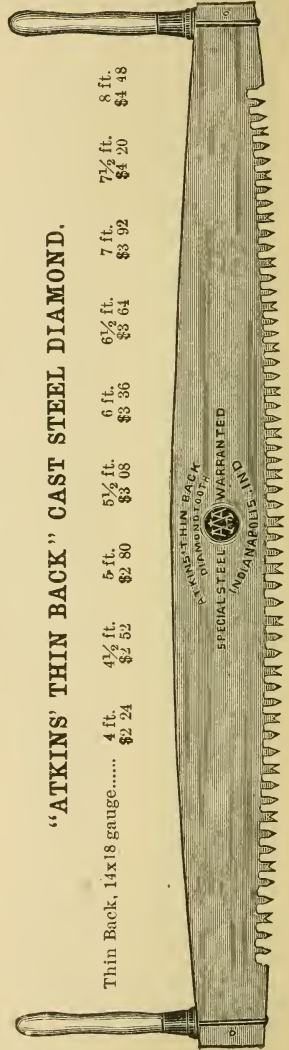 "ATKINS' THIN BACK" CAST STEEL DIAMOND.
4 ft. 4½ ft. 5 ft. 5½ ft. 6 ft. 6½ ft. 7 ft. 7½ ft. 8 ft.
Thin Back, 14x18 gauge...... $2 24 $2 52 $2 80 $3 08 $3 36 $3 64 $3 92 $4 20 $4 48
ATKINS THIN BACK
DIAMOND TOOTH
SPECIAL STEEL AAA WARRANTED
INDIANAPOLIS, IND